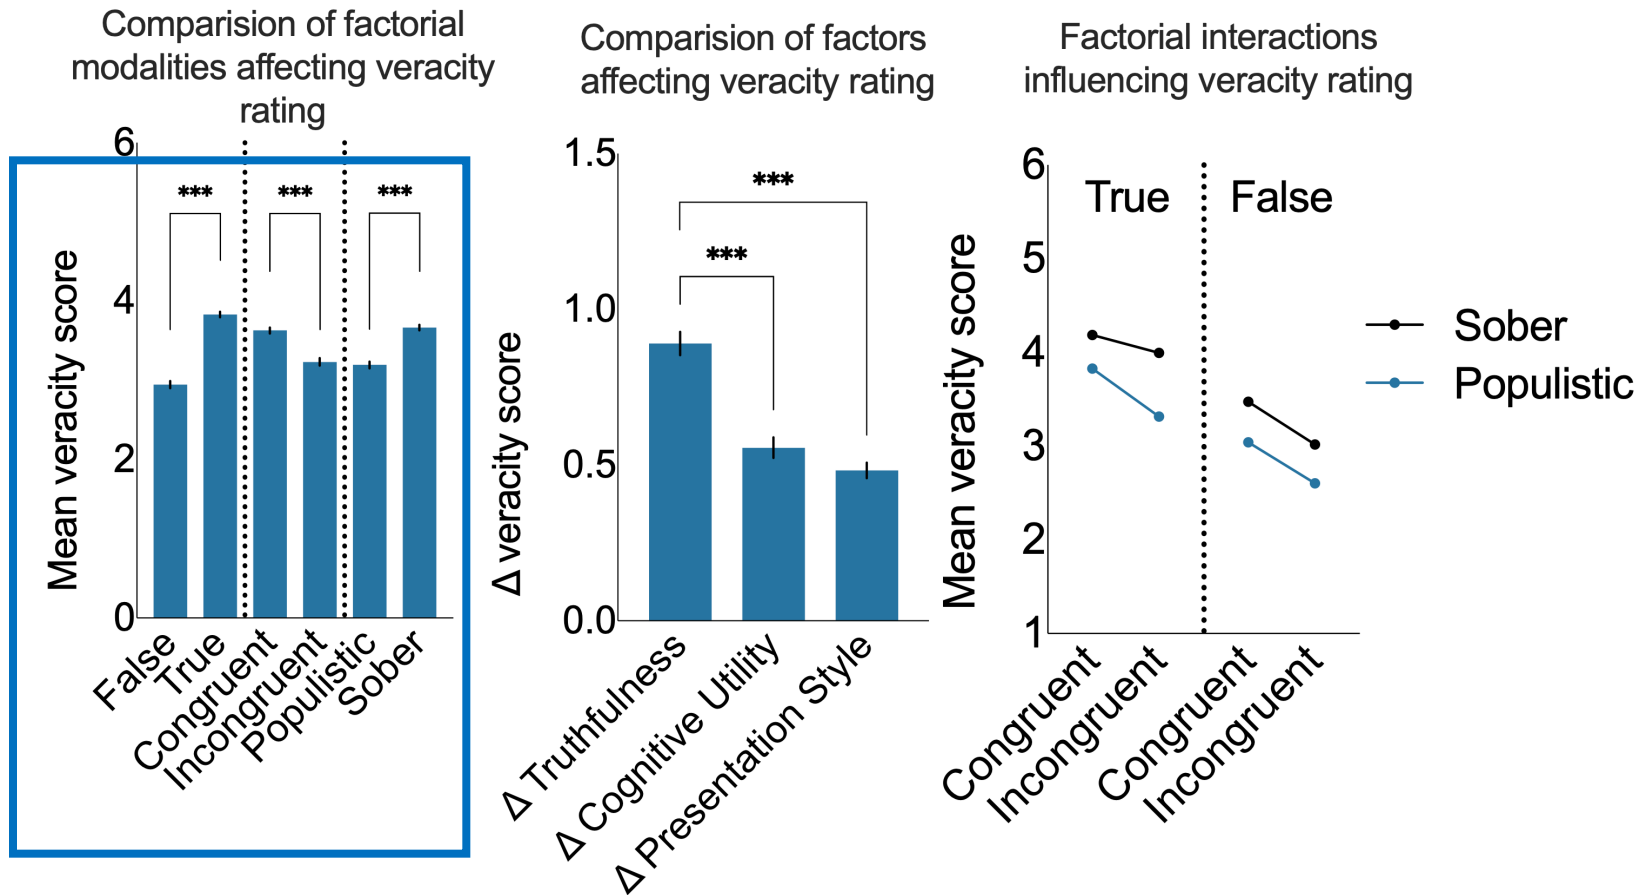 Comparision of factorial
modalities affecting veracity
rating
6
4
2
0
Mean veracity score
***
***
***
False
True
Congruent
Incongruent
Populistic
Sober
Comparision of factors
affecting veracity rating
1.5
1.0
0.5
0.0
Δ veracity score
***
***
Δ Truthfulness
Δ Cognitive Utility
Δ Presentation Style
Factorial interactions
influencing veracity rating
6
5
4
3
2
1
Mean veracity score
True
False
Congruent
Incongruent
Congruent
Incongruent
Sober
Populistic